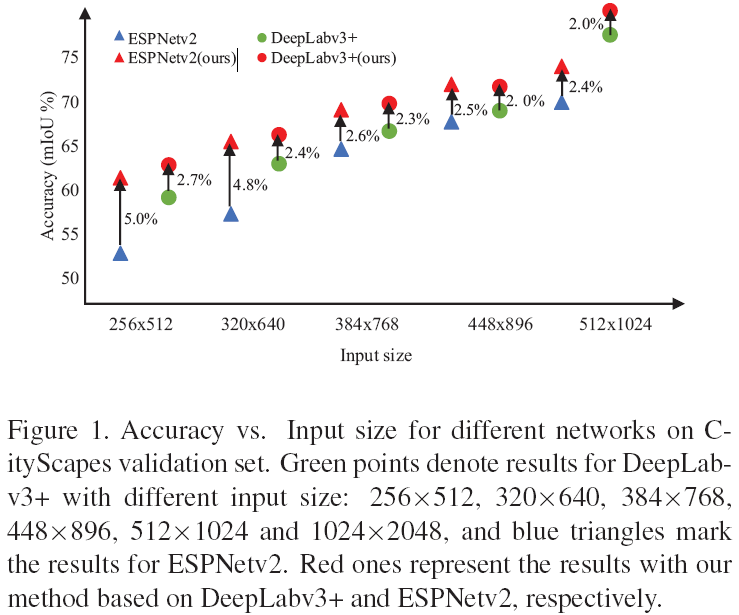 ESPNetv2
DeepLabv3+
ESPNetv2(ours)
DeepLabv3+(ours)
Accuracy (mIoU %)
75
70
65
60
55
50
5.0%
2.7%
4.8%
2.4%
2.6%
2.3%
2.5%
2. 0%
2.4%
2.0%
256x512
320x640
384x768
448x896
512x1024
Input size
Figure 1. Accuracy vs. Input size for different networks on C-
ityScapes validation set. Green points denote results for DeepLab-
v3+ with different input size: 256×512, 320×640, 384×768,
448×896, 512×1024 and 1024×2048, and blue triangles mark
the results for ESPNetv2. Red ones represent the results with our
method based on DeepLabv3+ and ESPNetv2, respectively.